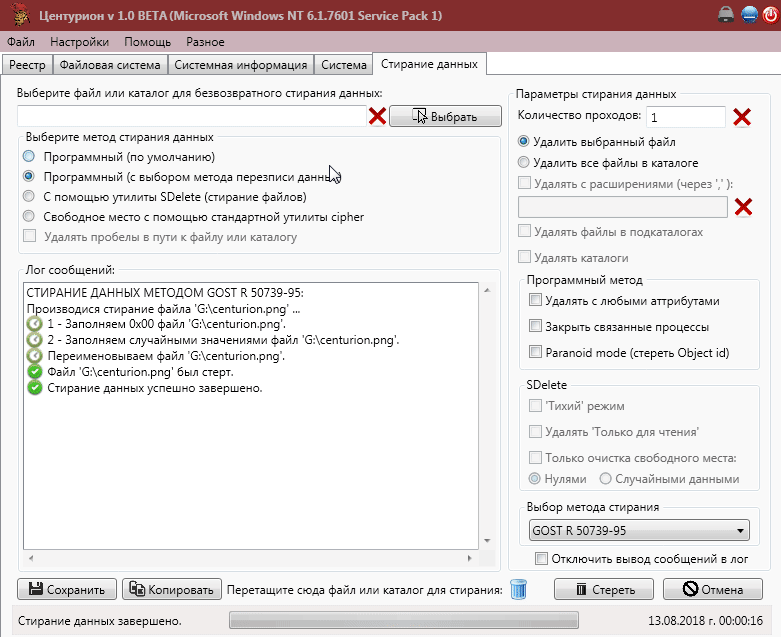 Центурион v 1.0 BETA (Microsoft Windows NT 6.1.7601 Service Pack 1)
Файл Настройки Помощь Разное
Реестр Файловая система Системная информация Система Стирание данных
Выберите файл или каталог для безвозвратного стирания данных:
Выбрать
Выберите метод стирания данных
Программный (по умолчанию)
Программный (с выбором метода перезписи данных)
С помощью утилиты SDelete (стирание файлов)
Свободное место с помощью стандартной утилиты cipher
Удалять пробелы в пути к файлу или каталогу
Лог сообщений:
СТИРАНИЕ ДАННЫХ МЕТОДОМ GOST R 50739-95:
Производися стирание файла 'G:\centurion.png' ...
1 - Заполняем 0x00 файл 'G:\centurion.png'.
2 - Заполняем случайными значениями файл 'G:\centurion.png'.
Переименовываем файл 'G:\centurion.png'.
Файл 'G:\centurion.png' был стерт.
Стирание данных успешно завершено.
Параметры стирания данных
Количество проходов: 1
Удалить выбранный файл
Удалить все файлы в каталоге
Удалять с расширениями (через ',' ):
Удалять файлы в подкаталогах
Удалять каталоги
Программный метод
Удалять с любыми аттрибутами
Закрыть связанные процессы
Paranoid mode (стереть Object id)
SDelete
'Тихий' режим
Удалять 'Только для чтения'
Только очистка свободного места:
Нулями Случайными данными
Выбор метода стирания
GOST R 50739-95
Отключить вывод сообщений в лог
Сохранить Копировать Перетащите сюда файл или каталог для стирания: Стереть Отмена
Стирание данных завершено. 13.08.2018 г. 00:00:16